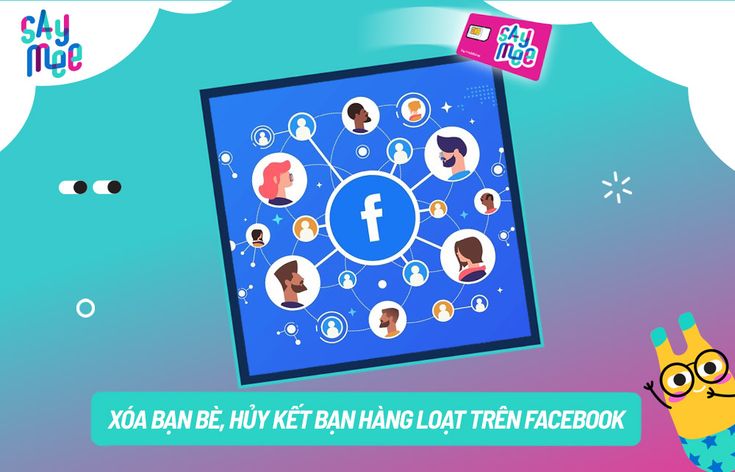 SAY
MEE
SAY
MEE
f
XÓA BẠN BÈ, HỦY KẾT BẠN HÀNG LOẠT TRÊN FACEBOOK